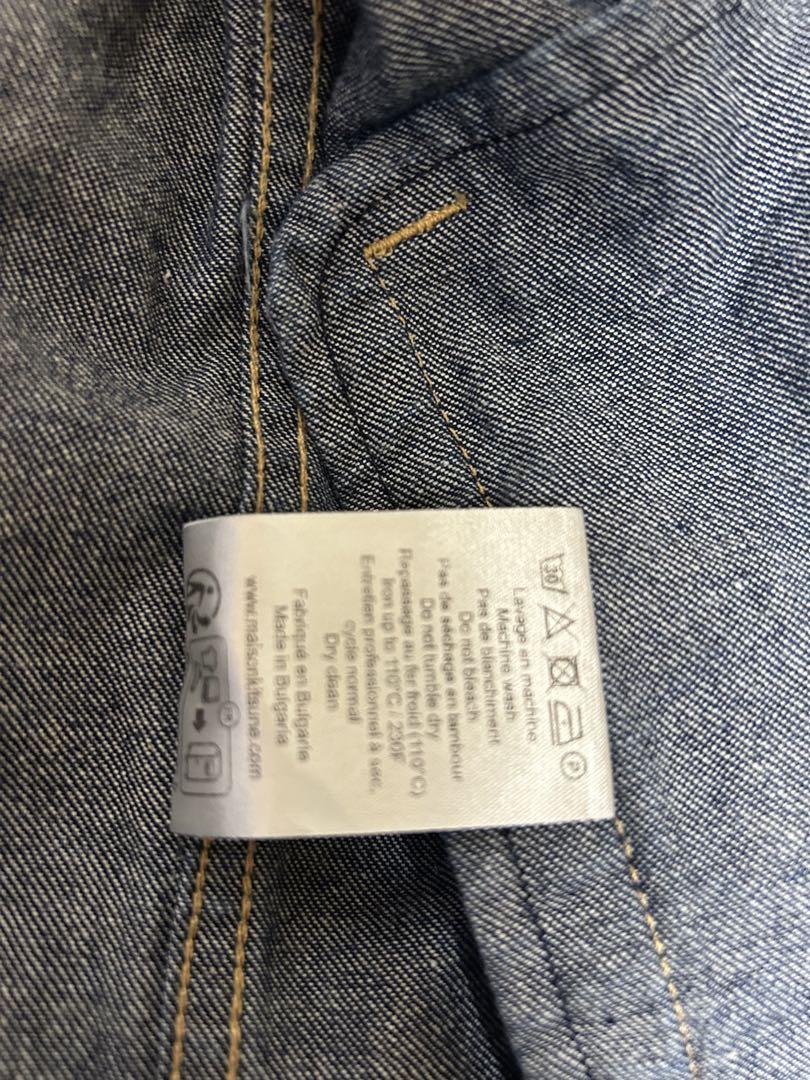 30
P
Lavage en machine
Machine wash
Pas de blanchiment
Do not bleach
Pas de séchage en tambour
Do not tumble dry
Repassage au fer froid (110°C)
Iron up to 110°C / 230F
Entretien professionnel à sec,
cycle normal
Dry clean
Fabriqué en Bulgarie
Made in Bulgaria
www.maisonkitsune.com